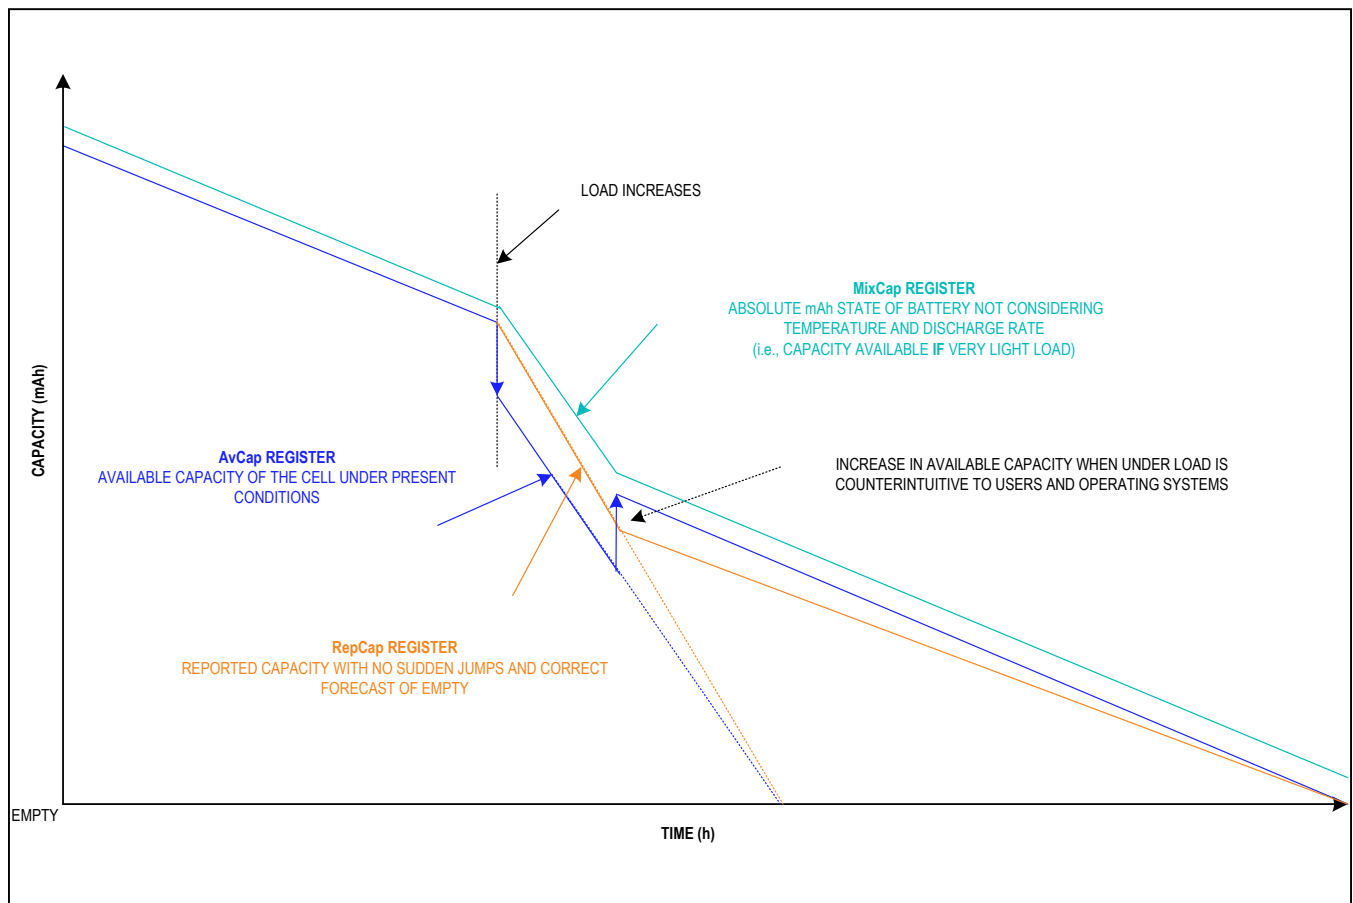 LOAD INCREASES
MixCap REGISTER
ABSOLUTE mAh STATE OF BATTERY NOT CONSIDERING
TEMPERATURE AND DISCHARGE RATE
(i.e., CAPACITY AVAILABLE IF VERY LIGHT LOAD)
CAPACITY (mAh)
AvCap REGISTER
AVAILABLE CAPACITY OF THE CELL UNDER PRESENT
CONDITIONS
INCREASE IN AVAILABLE CAPACITY WHEN UNDER LOAD IS
COUNTERINTUITIVE TO USERS AND OPERATING SYSTEMS
RepCap REGISTER
REPORTED CAPACITY WITH NO SUDDEN JUMPS AND CORRECT
FORECAST OF EMPTY
EMPTY
TIME (h)